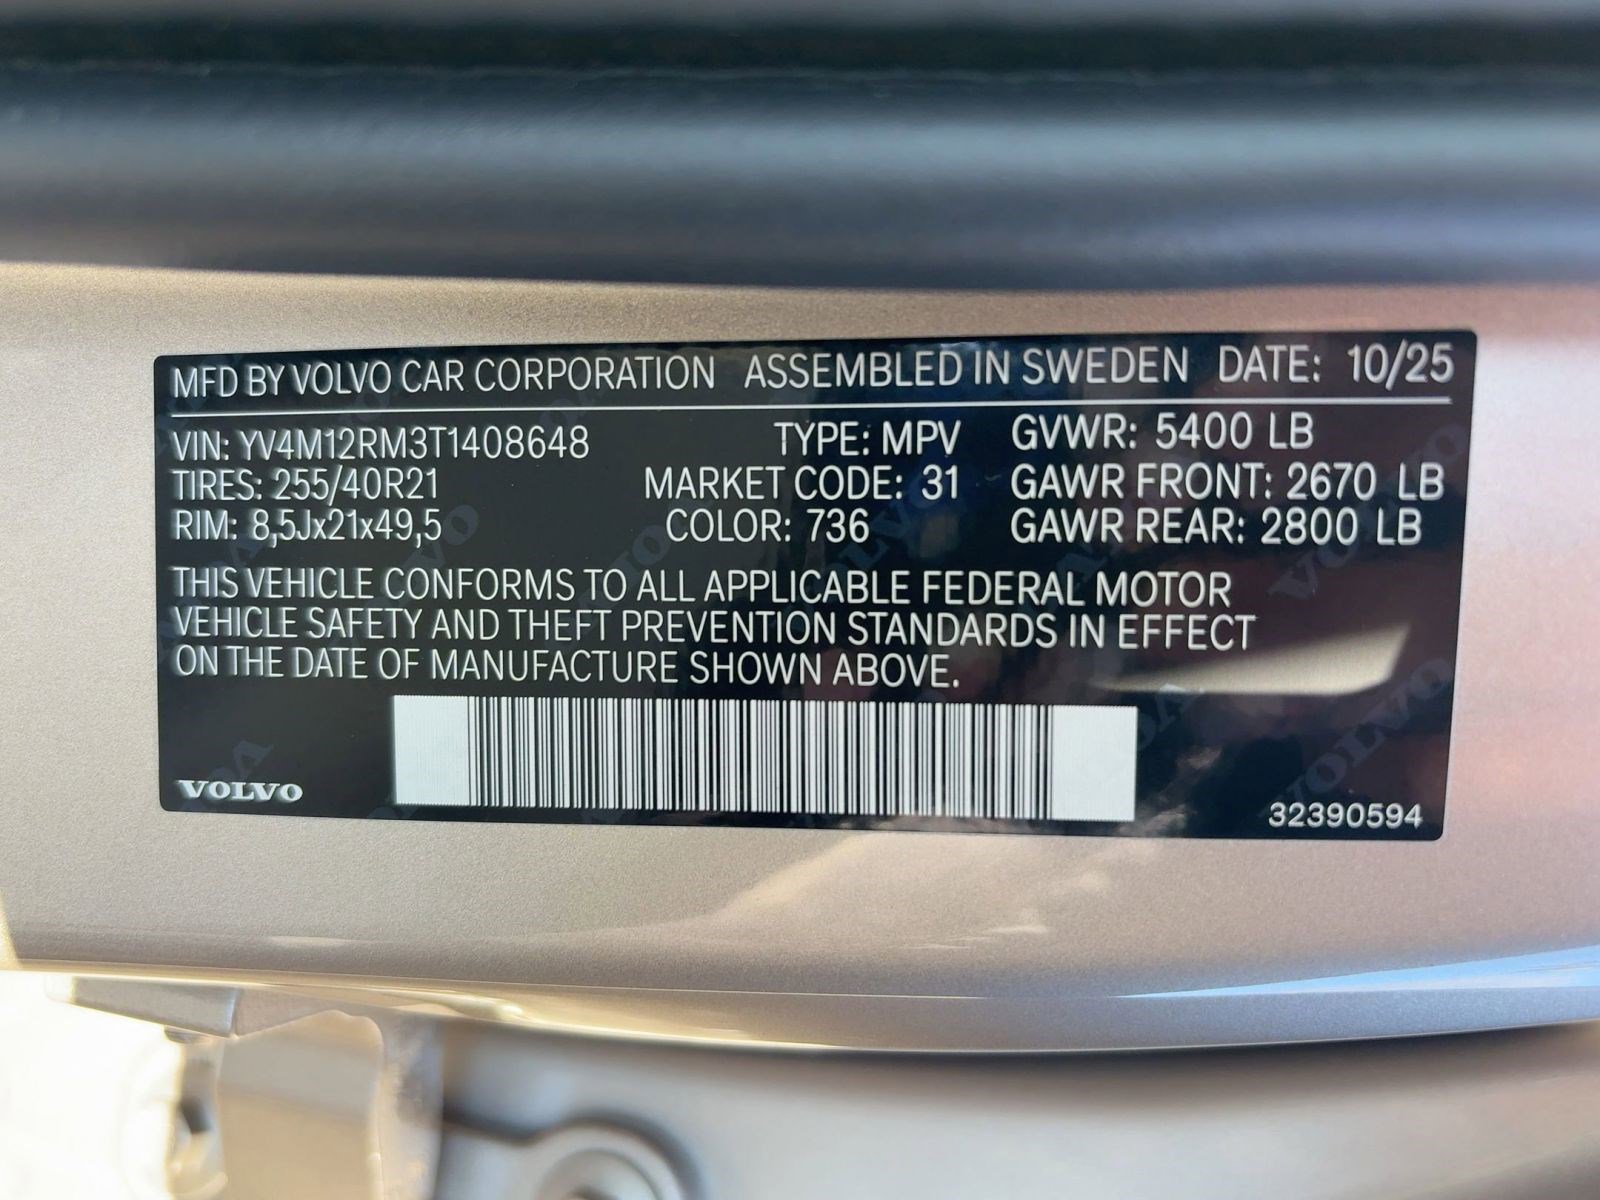 MFD BY VOLVO CAR CORPORATION ASSEMBLED IN SWEDEN DATE: 10/25
VIN: YV4M12RM3T1408648 TYPE: MPV GVWR: 5400 LB
TIRES: 255/40R21 MARKET CODE: 31 GAWR FRONT: 2670 LB
RIM: 8,5Jx21x49,5 COLOR: 736 GAWR REAR: 2800 LB
THIS VEHICLE CONFORMS TO ALL APPLICABLE FEDERAL MOTOR
VEHICLE SAFETY AND THEFT PREVENTION STANDARDS IN EFFECT
ON THE DATE OF MANUFACTURE SHOWN ABOVE.
VOLVO
32390594